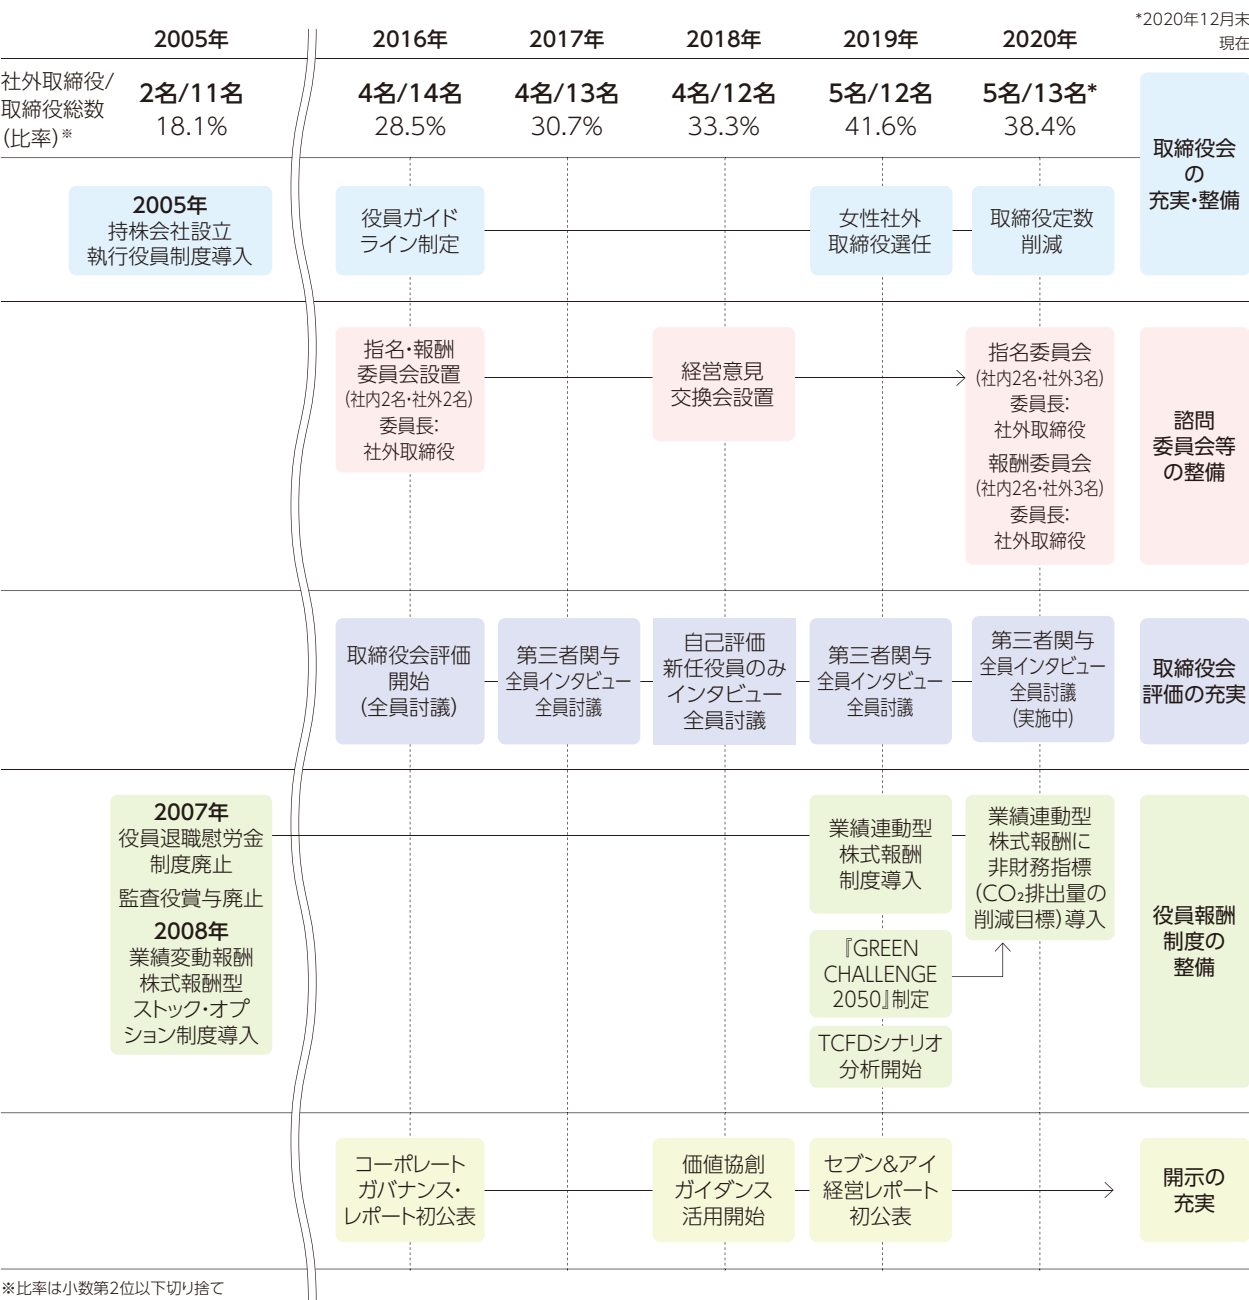 *2020年12月末
現在
2005年
2016年
2017年
2018年
2019年
2020年
社外取締役/
取締役総数
(比率)※
2名/11名
18.1%
4名/14名
28.5%
4名/13名
30.7%
4名/12名
33.3%
5名/12名
41.6%
5名/13名*
38.4%
取締役会
の
充実・整備
2005年
持株会社設立
執行役員制度導入
役員ガイド
ライン制定
女性社外
取締役選任
取締役定数
削減
指名・報酬
委員会設置
(社内2名・社外2名)
委員長:
社外取締役
経営意見
交換会設置
指名委員会
(社内2名・社外3名)
委員長:
社外取締役
報酬委員会
(社内2名・社外3名)
委員長:
社外取締役
諮問
委員会等
の整備
取締役会評価
開始
(全員討議)
第三者関与
全員インタビュー
全員討議
自己評価
新任役員のみ
インタビュー
全員討議
第三者関与
全員インタビュー
全員討議
第三者関与
全員インタビュー
全員討議
(実施中)
取締役会
評価の充実
2007年
役員退職慰労金
制度廃止
監査役賞与廃止
2008年
業績変動報酬
株式報酬型
ストック・オプ
ション制度導入
業績連動型
株式報酬
制度導入
『GREEN
CHALLENGE
2050』制定
TCFDシナリオ
分析開始
業績連動型
株式報酬に
非財務指標
(CO₂排出量の
削減目標)導入
役員報酬
制度の
整備
コーポレート
ガバナンス・
レポート初公表
価値協創
ガイダンス
活用開始
セブン&アイ
経営レポート
初公表
開示の
充実
※比率は小数第2位以下切り捨て